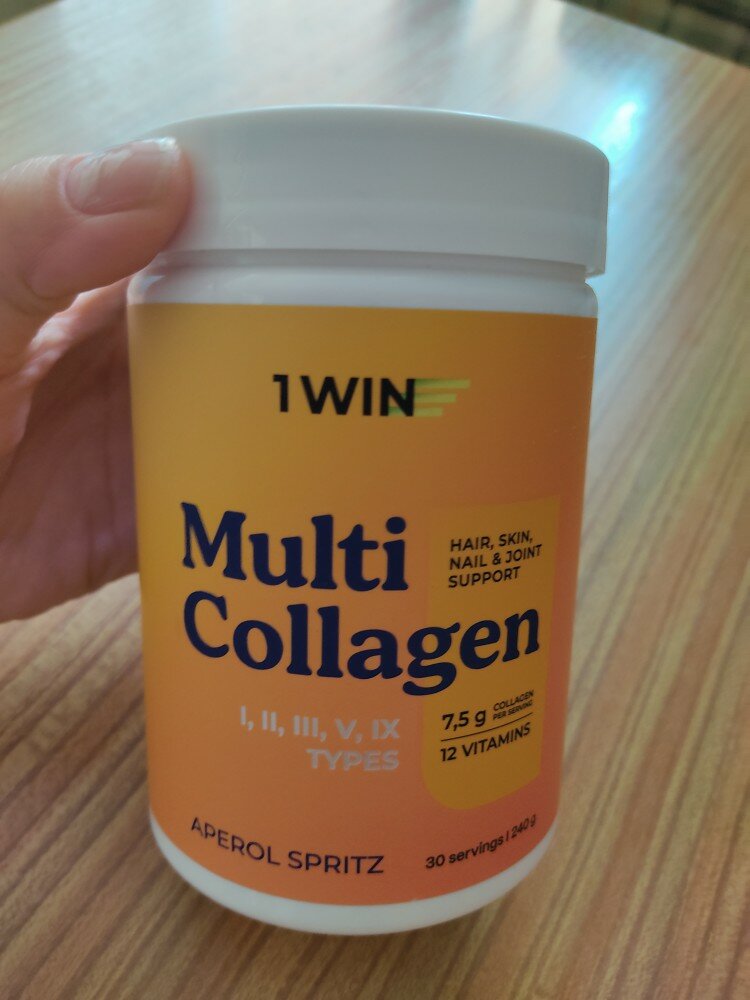 1WIN
Multi
Collagen
HAIR, SKIN,
NAIL & JOINT
SUPPORT
7,5 g COLLAGEN
PER SERVING
12 VITAMINS
I, II, III, V, IX
TYPES
APEROL SPRITZ
30 servings | 240 g